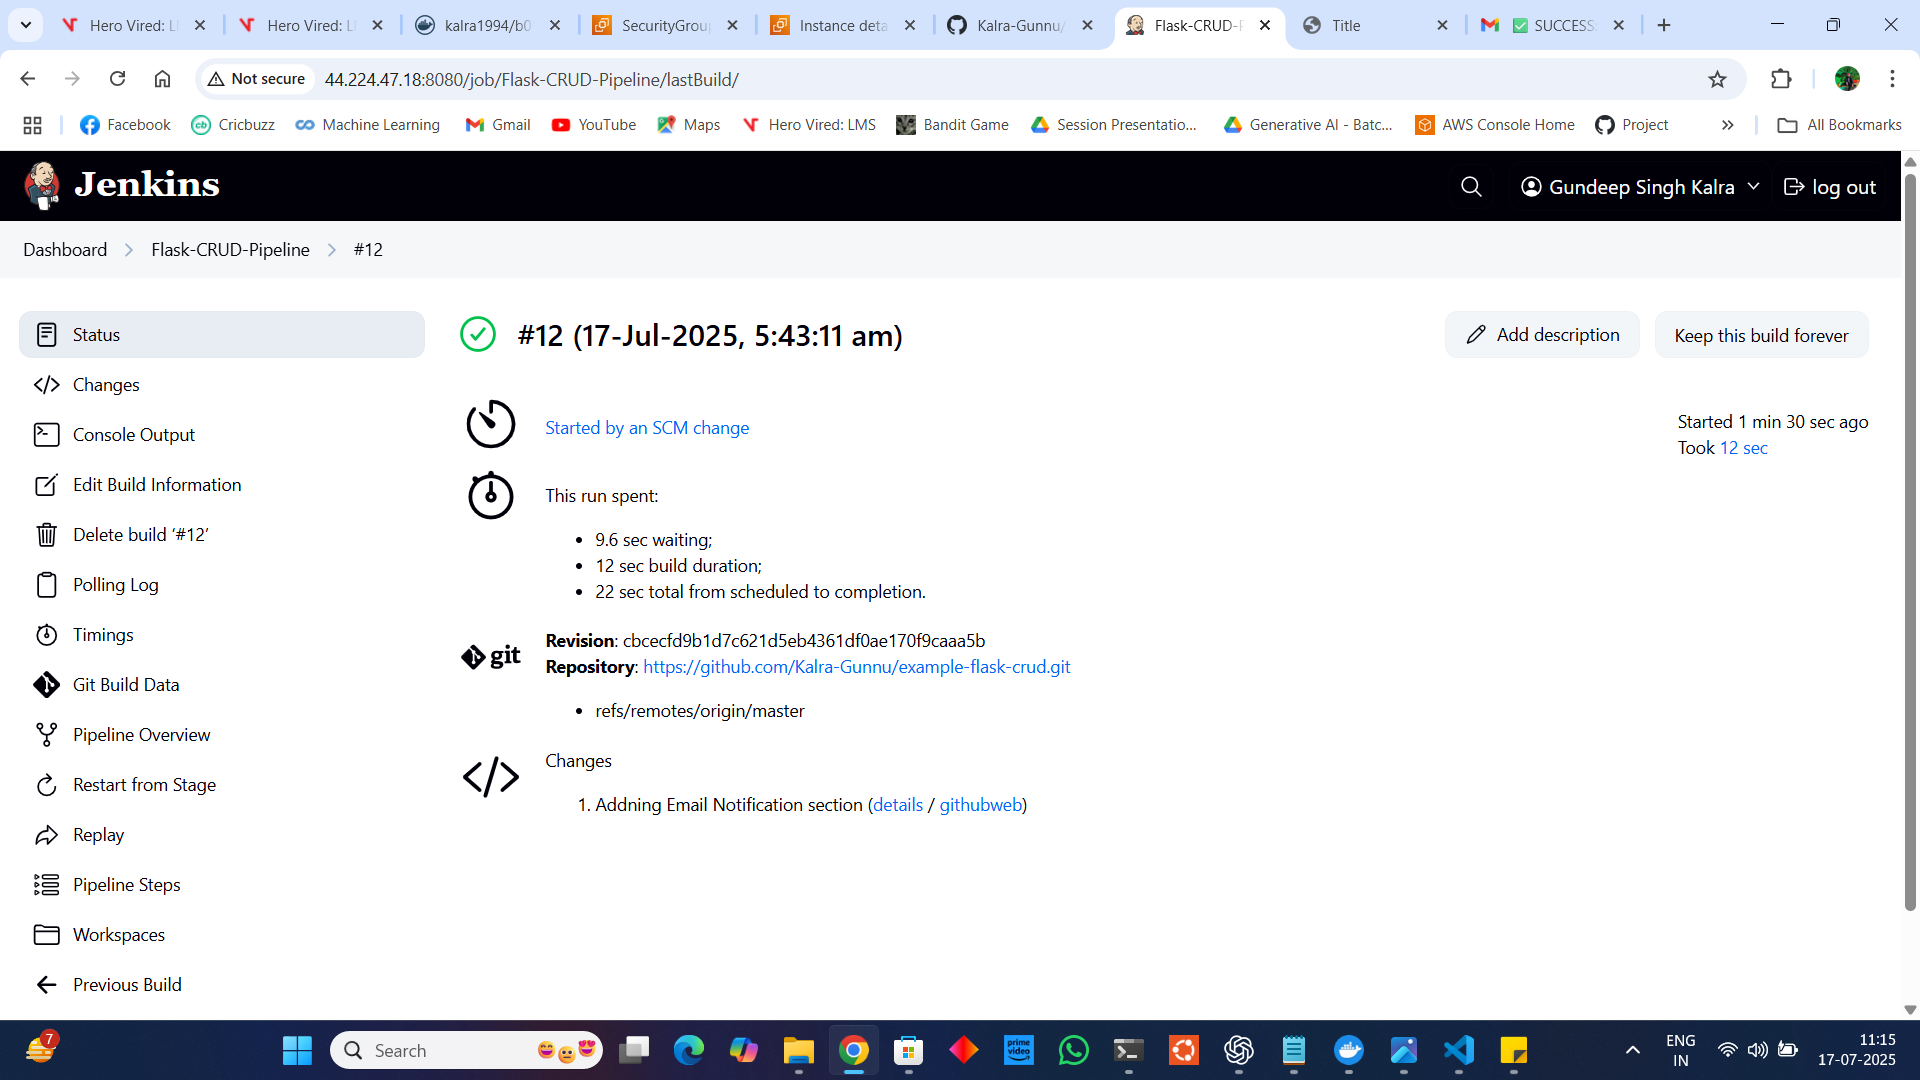 Hero Vired: L
Hero Vired: L
kalra1994/b0
SecurityGroup
Instance deta
Kalra-Gunnu/
Flask-CRUD-P
Title
SUCCESS:
Not secure
44.224.47.18:8080/job/Flask-CRUD-Pipeline/lastBuild/
Facebook
Cricbuzz
Machine Learning
Gmail
YouTube
Maps
Hero Vired: LMS
Bandit Game
Session Presentatio...
Generative AI - Batc...
AWS Console Home
Project
All Bookmarks
Jenkins
Gundeep Singh Kalra
log out
Dashboard
Flask-CRUD-Pipeline
#12
Status
Changes
Console Output
Edit Build Information
Delete build ‘#12’
Polling Log
Timings
Git Build Data
Pipeline Overview
Restart from Stage
Replay
Pipeline Steps
Workspaces
Previous Build
#12 (17-Jul-2025, 5:43:11 am)
Add description
Keep this build forever
Started by an SCM change
Started 1 min 30 sec ago
Took 12 sec
This run spent:
9.6 sec waiting;
12 sec build duration;
22 sec total from scheduled to completion.
git
Revision: cbcecfd9b1d7c621d5eb4361df0ae170f9caaa5b
Repository: https://github.com/Kalra-Gunnu/example-flask-crud.git
refs/remotes/origin/master
Changes
1. Addning Email Notification section (details / githubweb)
7
Search
prime video
ENG
IN
11:15
17-07-2025